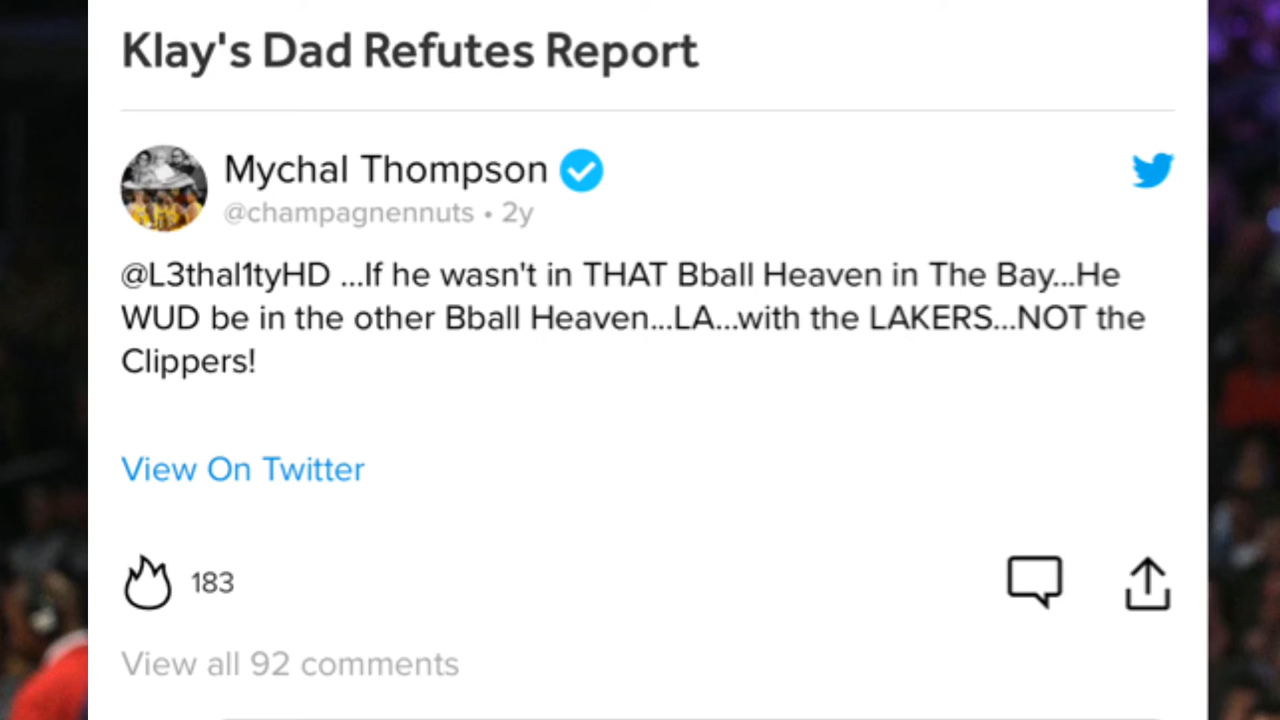 Klay's Dad Refutes Report
Mychal Thompson
@champagnennuts • 2y
@L3thal1tyHD ...If he wasn't in THAT Bball Heaven in The Bay...He
WUD be in the other Bball Heaven...LA...with the LAKERS...NOT the
Clippers!
View On Twitter
183
View all 92 comments